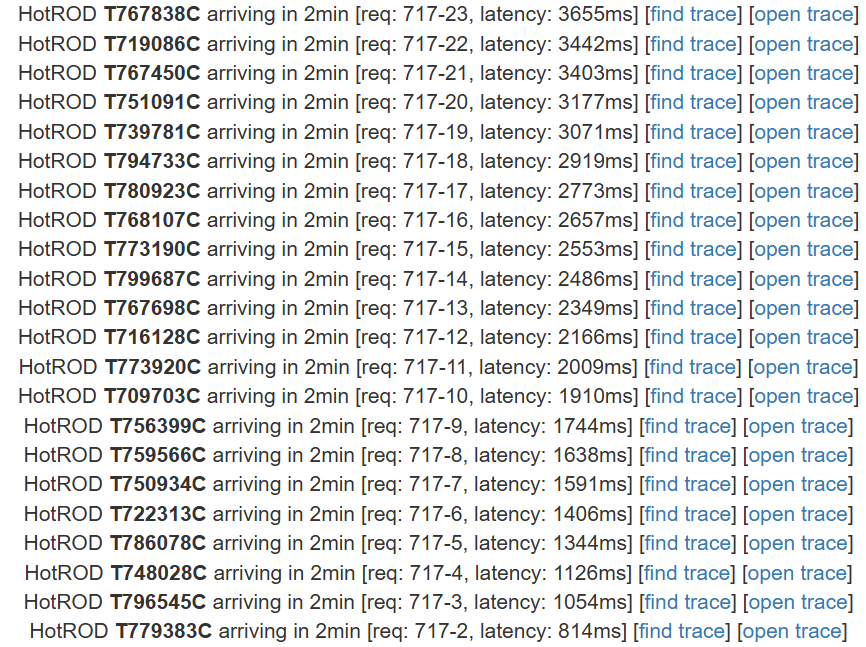 HotROD T767838C arriving in 2min [req: 717-23, latency: 3655ms] [find trace] [open trace]
HotROD T719086C arriving in 2min [req: 717-22, latency: 3442ms] [find trace] [open trace]
HotROD T767450C arriving in 2min [req: 717-21, latency: 3403ms] [find trace] [open trace]
HotROD T751091C arriving in 2min [req: 717-20, latency: 3177ms] [find trace] [open trace]
HotROD T739781C arriving in 2min [req: 717-19, latency: 3071ms] [find trace] [open trace]
HotROD T794733C arriving in 2min [req: 717-18, latency: 2919ms] [find trace] [open trace]
HotROD T780923C arriving in 2min [req: 717-17, latency: 2773ms] [find trace] [open trace]
HotROD T768107C arriving in 2min [req: 717-16, latency: 2657ms] [find trace] [open trace]
HotROD T773190C arriving in 2min [req: 717-15, latency: 2553ms] [find trace] [open trace]
HotROD T799687C arriving in 2min [req: 717-14, latency: 2486ms] [find trace] [open trace]
HotROD T767698C arriving in 2min [req: 717-13, latency: 2349ms] [find trace] [open trace]
HotROD T716128C arriving in 2min [req: 717-12, latency: 2166ms] [find trace] [open trace]
HotROD T773920C arriving in 2min [req: 717-11, latency: 2009ms] [find trace] [open trace]
HotROD T709703C arriving in 2min [req: 717-10, latency: 1910ms] [find trace] [open trace]
HotROD T756399C arriving in 2min [req: 717-9, latency: 1744ms] [find trace] [open trace]
HotROD T759566C arriving in 2min [req: 717-8, latency: 1638ms] [find trace] [open trace]
HotROD T750934C arriving in 2min [req: 717-7, latency: 1591ms] [find trace] [open trace]
HotROD T722313C arriving in 2min [req: 717-6, latency: 1406ms] [find trace] [open trace]
HotROD T786078C arriving in 2min [req: 717-5, latency: 1344ms] [find trace] [open trace]
HotROD T748028C arriving in 2min [req: 717-4, latency: 1126ms] [find trace] [open trace]
HotROD T796545C arriving in 2min [req: 717-3, latency: 1054ms] [find trace] [open trace]
HotROD T779383C arriving in 2min [req: 717-2, latency: 814ms] [find trace] [open trace]